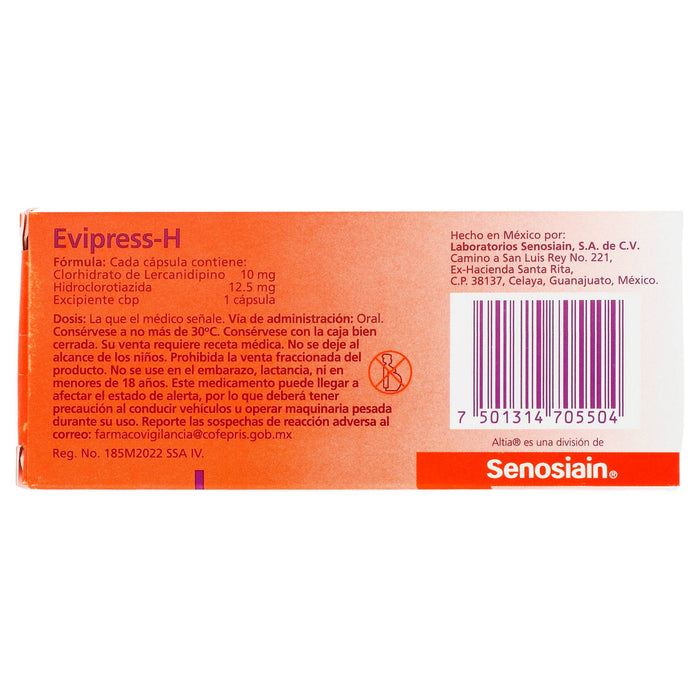 Evipress-H
Fórmula: Cada cápsula contiene:
Clorhidrato de Lercanidipino 10 mg
Hidroclorotiazida 12.5 mg
Excipiente cbp 1 cápsula
Dosis: La que el médico señale. Vía de administración: Oral.
Consérvese a no más de 30ºC. Consérvese con la caja bien
cerrada. Su venta requiere receta médica. No se deje al
alcance de los niños. Prohibida la venta fraccionada del
producto. No se use en el embarazo, lactancia, ni en
menores de 18 años. Este medicamento puede llegar a
afectar el estado de alerta, por lo que deberá tener
precaución al conducir vehículos u operar maquinaria pesada
durante su uso. Reporte las sospechas de reacción adversa al
correo: farmacovigilancia@cofepris.gob.mx
Reg. No. 185M2022 SSA IV.
Hecho en México por:
Laboratorios Senosiain, S.A. de C.V.
Camino a San Luis Rey No. 221,
Ex-Hacienda Santa Rita,
C.P. 38137, Celaya, Guanajuato, México.
7 501314 705504
Altia® es una división de
Senosiain®